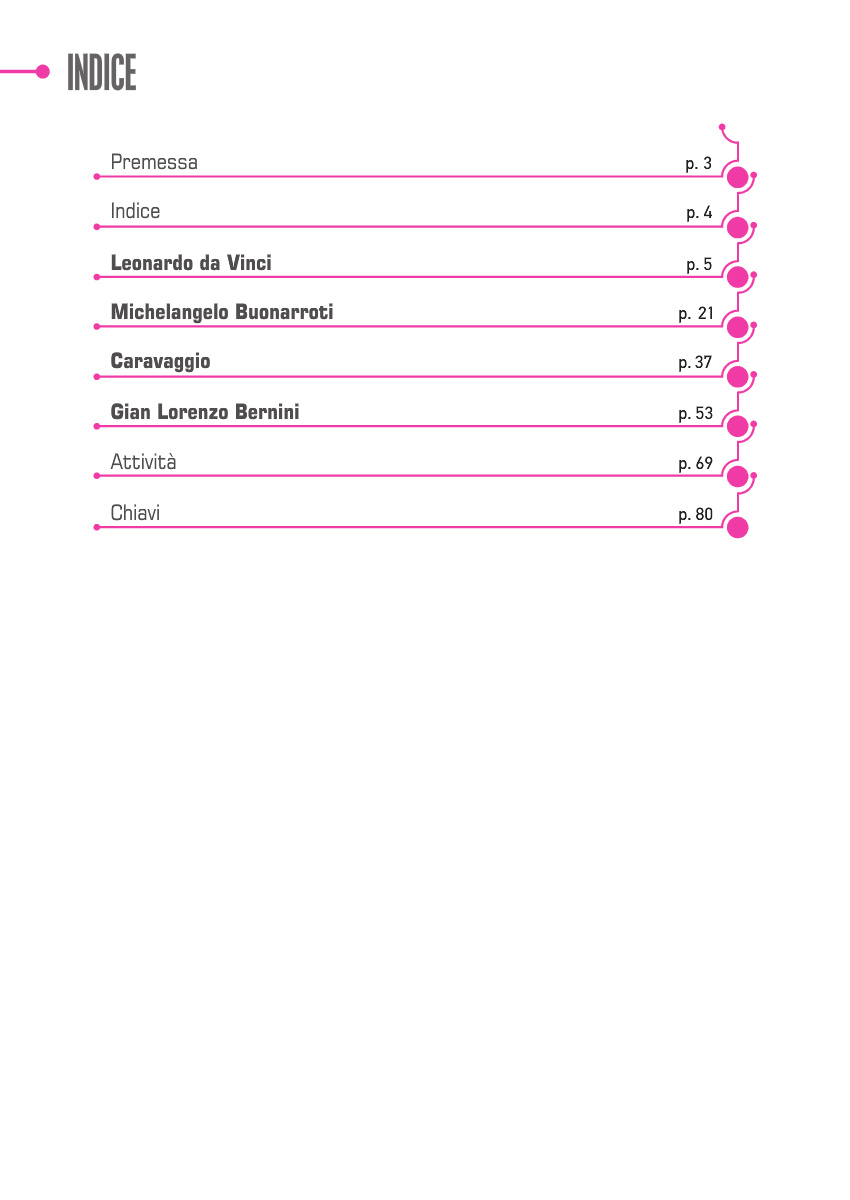 INDICE
Premessa p. 3
Indice p. 4
Leonardo da Vinci p. 5
Michelangelo Buonarroti p. 21
Caravaggio p. 37
Gian Lorenzo Bernini p. 53
Attività p. 69
Chiavi p. 80